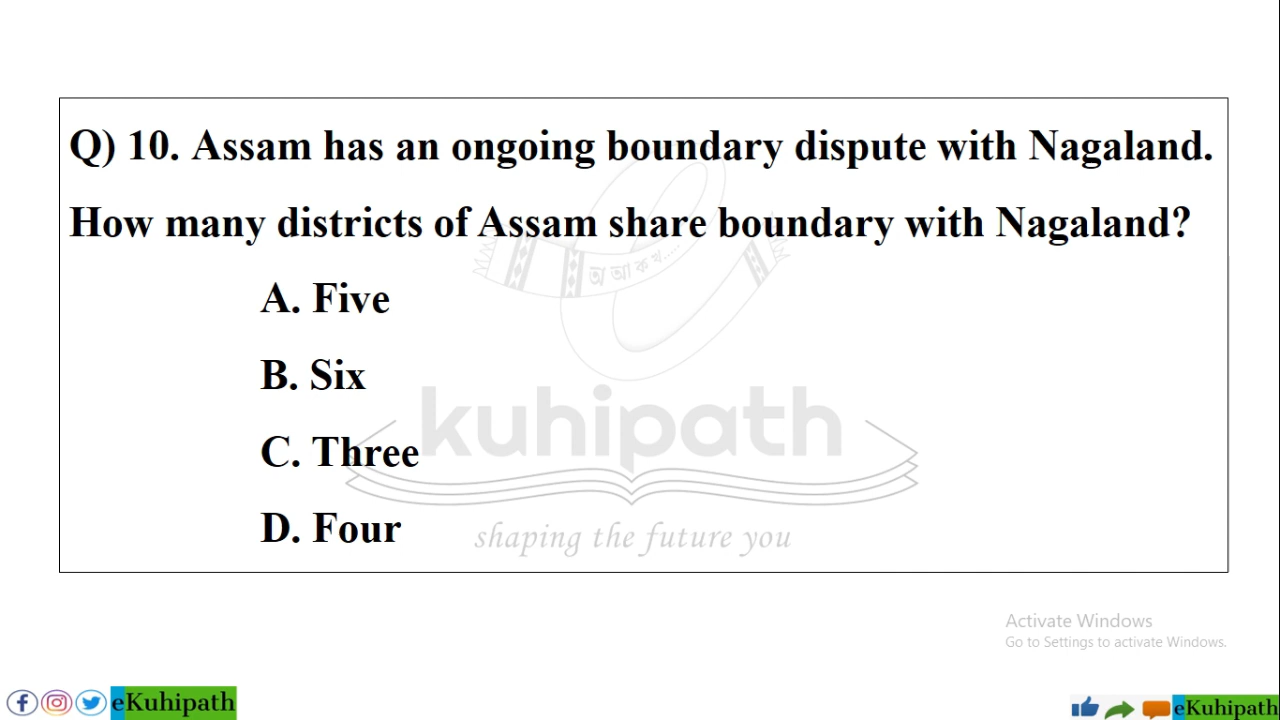 Q) 10. Assam has an ongoing boundary dispute with Nagaland.
How many districts of Assam share boundary with Nagaland?
অ আ ক খ.....
A. Five
B. Six
kuhipath
C. Three
D. Four
shaping the future you
Activate Windows
Go to Settings to activate Windows.
eKuhipath
eKuhipath